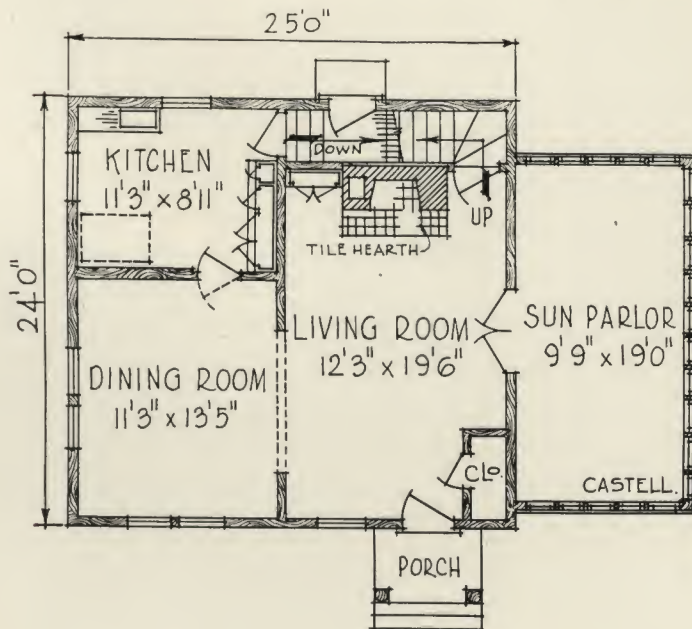 25'0"
24'0"
KITCHEN
11'3" x 8'11"
DOWN
UP
TILE HEARTH
LIVING ROOM
12'3" x 19'6"
SUN PARLOR
9'9" x 19'0"
DINING ROOM
11'3" x 13'5"
CLO.
CASTELL.
PORCH